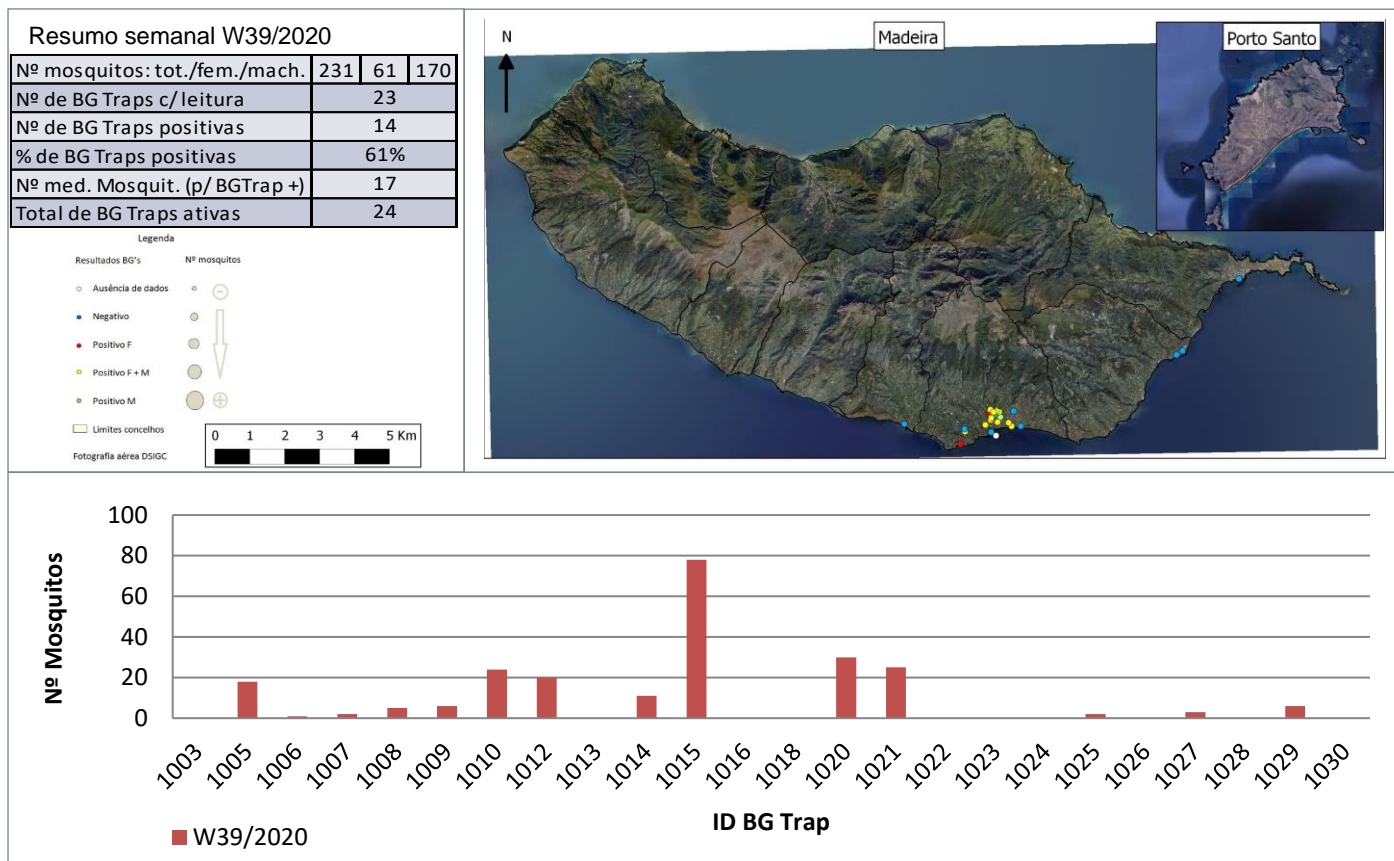 Resumo semanal W39/2020
Nº mosquitos: tot./fem./mach. 231 61 170
Nº de BG Traps c/ leitura 23
Nº de BG Traps positivas 14
% de BG Traps positivas 61%
Nº med. Mosquit. (p/ BGTrap +) 17
Total de BG Traps ativas 24
Legenda
Resultados BG's Nº mosquitos
Ausência de dados
Negativo
Positivo F
Positivo F + M
Positivo M
Limites concelhos
Fotografia aérea DSIGC
0 1 2 3 4 5 Km
N
Madeira
Porto Santo
100
80
60
40
20
0
Nº Mosquitos
1003 1005 1006 1007 1008 1009 1010 1012 1013 1014 1015 1016 1018 1020 1021 1022 1023 1024 1025 1026 1027 1028 1029 1030
ID BG Trap
W39/2020